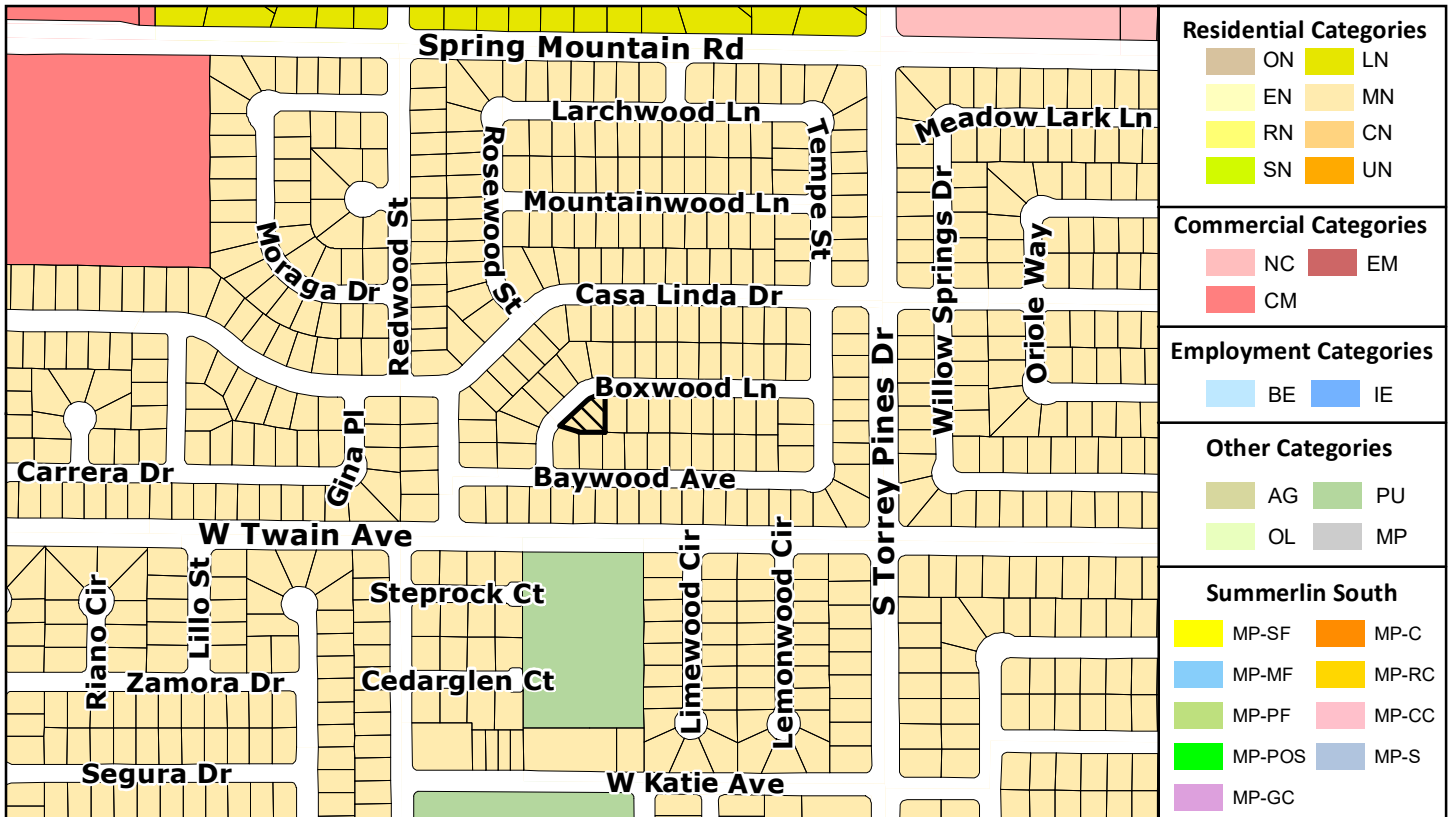 Spring Mountain Rd
Larchwood Ln
Meadow Lark Ln
Rosewood St
Tempe St
Mountainwood Ln
Redwood St
Willow Springs Dr
Moraga Dr
Oriole Way
Casa Linda Dr
S Torrey Pines Dr
Boxwood Ln
Gina Pl
Carrera Dr
Baywood Ave
W Twain Ave
Riano Cir
Lillo St
Steprock Ct
Limewood Cir
Lemonwood Cir
Zamora Dr
Cedarglen Ct
Segura Dr
W Katie Ave
Residential Categories
ON LN
EN MN
RN CN
SN UN
Commercial Categories
NC EM
CM
Employment Categories
BE IE
Other Categories
AG PU
OL MP
Summerlin South
MP-SF MP-C
MP-MF MP-RC
MP-PF MP-CC
MP-POS MP-S
MP-GC